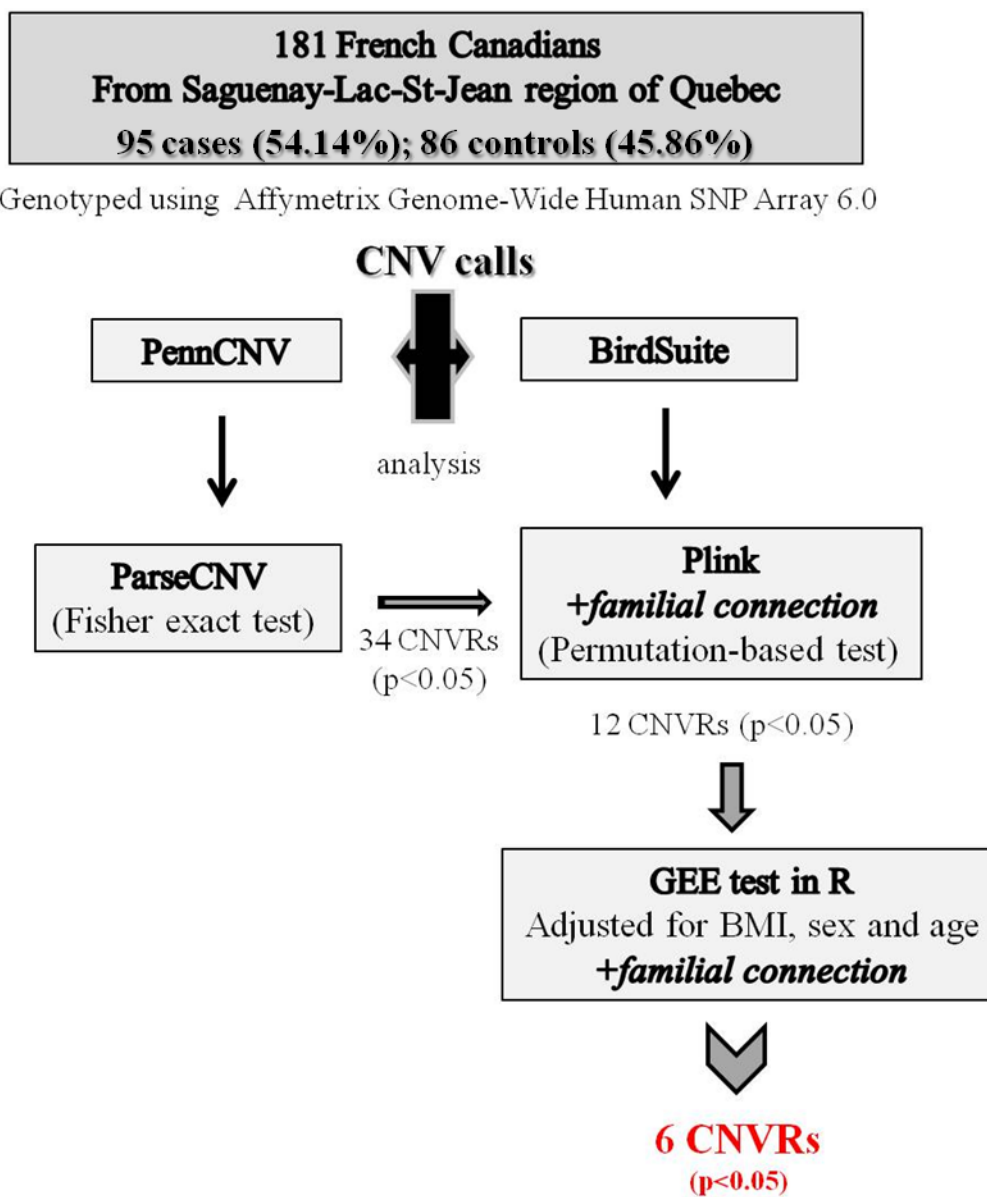 181 French Canadians
From Saguenay-Lac-St-Jean region of Quebec
95 cases (54.14%); 86 controls (45.86%)
Genotyped using Affymetrix Genome-Wide Human SNP Array 6.0
CNV calls
PennCNV
BirdSuite
analysis
ParseCNV
(Fisher exact test)
34 CNVRs
(p<0.05)
Plink
+familial connection
(Permutation-based test)
12 CNVRs (p<0.05)
GEE test in R
Adjusted for BMI, sex and age
+familial connection
6 CNVRs
(p<0.05)